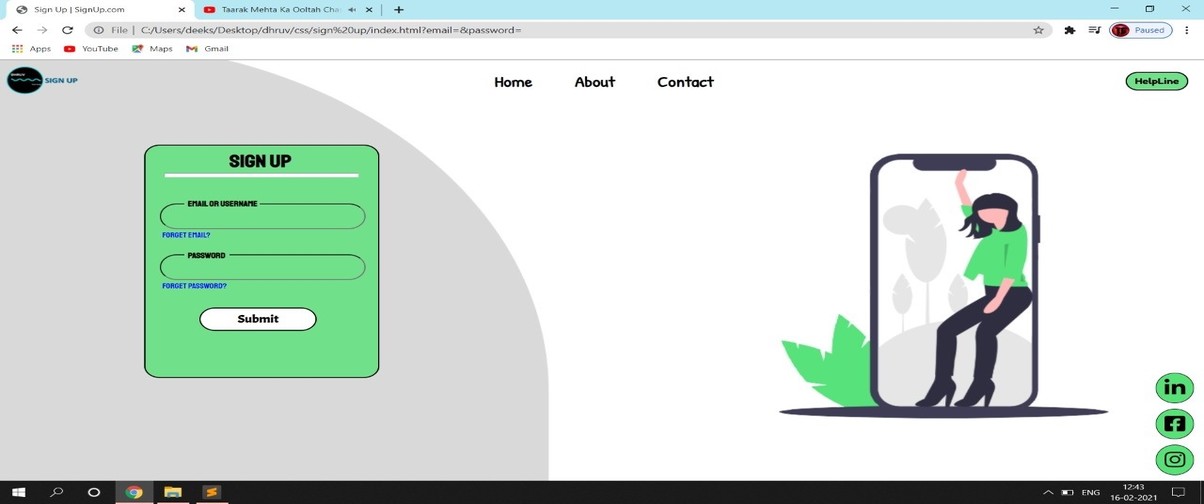 Sign Up | SignUp.com
Taarak Mehta Ka Ooltah Cha
File | C:/Users/deeks/Desktop/dhruv/css/sign%20up/index.html?email=&password=
Paused
Apps YouTube Maps Gmail
SIGN UP
Home About Contact
HelpLine
SIGN UP
EMAIL OR USERNAME
FORGET EMAIL?
PASSWORD
FORGET PASSWORD?
Submit
in
ENG
12:43
16-02-2021